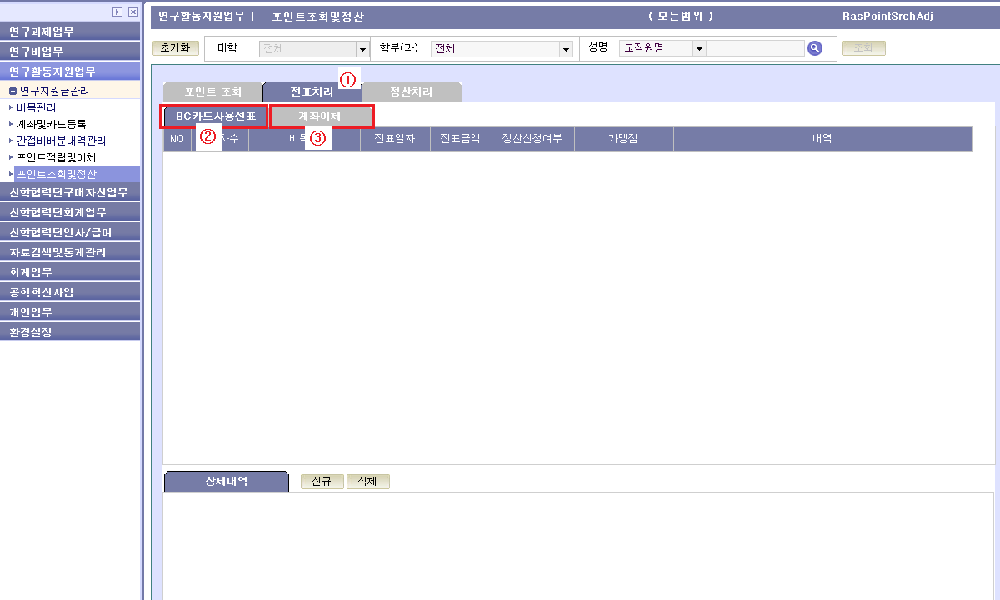 연구활동지원업무 | 포인트조회및정산 ( 모든범위 ) RasPointSrchAdj
초기화 대학 전체 학부(과) 전체 성명 교직원명 조회
연구과제업무
연구비업무
연구활동지원업무
연구지원금관리
비목관리
계좌및카드등록
간접비배분내역관리
포인트적립및이체
포인트조회및정산
산학협력단구매자산업무
산학협력단회계업무
산학협력단인사/급여
자료검색및통계관리
회계업무
공학혁신사업
개인업무
환경설정
①
포인트 조회 전표처리 정산처리
BC카드사용전표 계좌이체
② ③
NO 차수 비목 전표일자 전표금액 정산신청여부 가맹점 내역
상세내역 신규 삭제